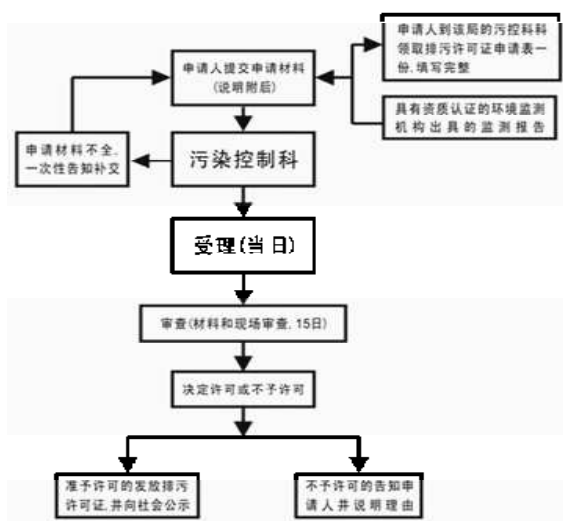 申请人到该局的污控科科
领取排污许可证申请表一
份,填写完整
申请人提交申请材料
(说明附后)
具有资质认证的环境监测
机构出具的监测报告
申请材料不全,
一次性告知补交
污染控制科
受理(当日)
审查(材料和现场审查,15日)
决定许可或不予许可
准予许可的发放排污
许可证,并向社会公示
不予许可的告知申
请人并说明理由